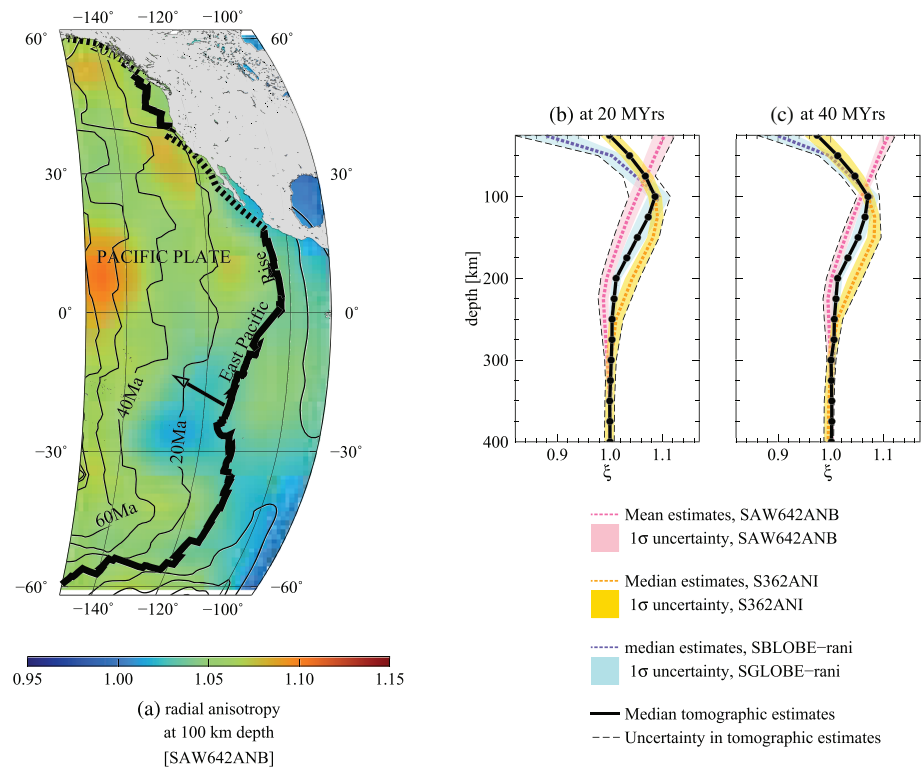 −140˚ −120˚ −100˚
60˚ 60˚
20Ma
30˚ 30˚
PACIFIC PLATE
East Pacific Rise
0˚ 0˚
40Ma
20Ma
−30˚ −30˚
60Ma
−60˚ −60˚
−140˚ −120˚ −100˚
0.95 1.00 1.05 1.10 1.15
(a) radial anisotropy
at 100 km depth
[SAW642ANB]
(b) at 20 MYrs (c) at 40 MYrs
depth [km]
100
200
300
400
0.9 1.0 1.1 0.9 1.0 1.1
ξ ξ
Mean estimates, SAW642ANB
1σ uncertainty, SAW642ANB
Median estimates, S362ANI
1σ uncertainty, S362ANI
median estimates, SBLOBE−rani
1σ uncertainty, SGLOBE−rani
Median tomographic estimates
Uncertainty in tomographic estimates